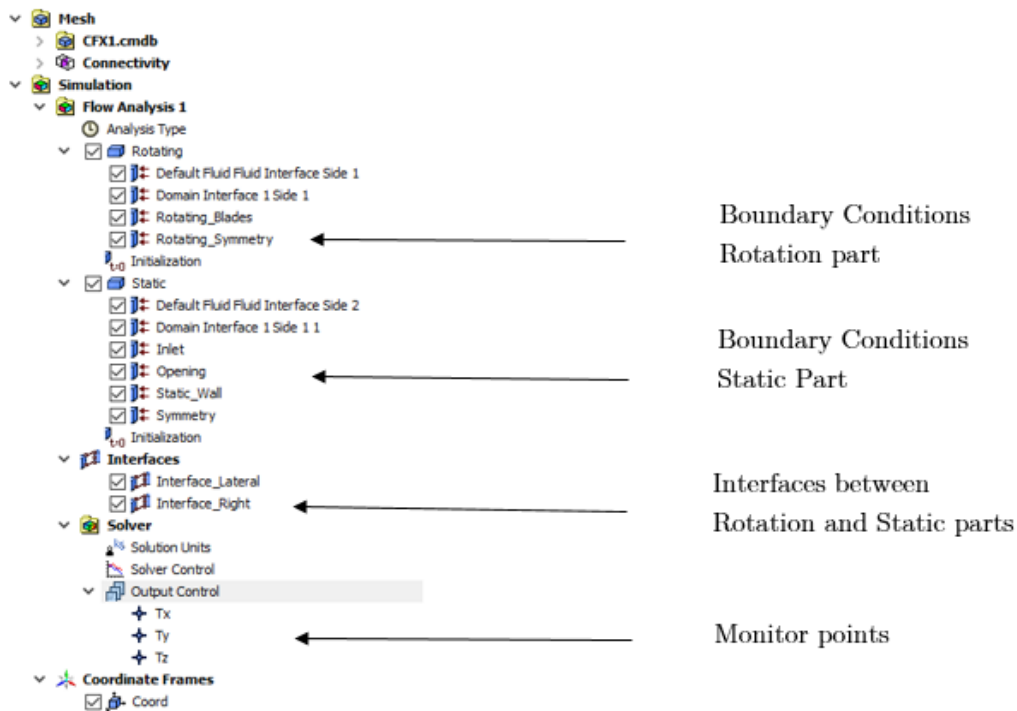 Mesh
CFX1.cmdb
Connectivity
Simulation
Flow Analysis 1
Analysis Type
Rotating
Default Fluid Fluid Interface Side 1
Domain Interface 1 Side 1
Rotating_Blades
Rotating_Symmetry
t=0 Initialization
Static
Default Fluid Fluid Interface Side 2
Domain Interface 1 Side 1 1
Inlet
Opening
Static_Wall
Symmetry
t=0 Initialization
Interfaces
Interface_Lateral
Interface_Right
Solver
Solution Units
Solver Control
Output Control
Tx
Ty
Tz
Coordinate Frames
Coord
Boundary Conditions
Rotation part
Boundary Conditions
Static Part
Interfaces between
Rotation and Static parts
Monitor points